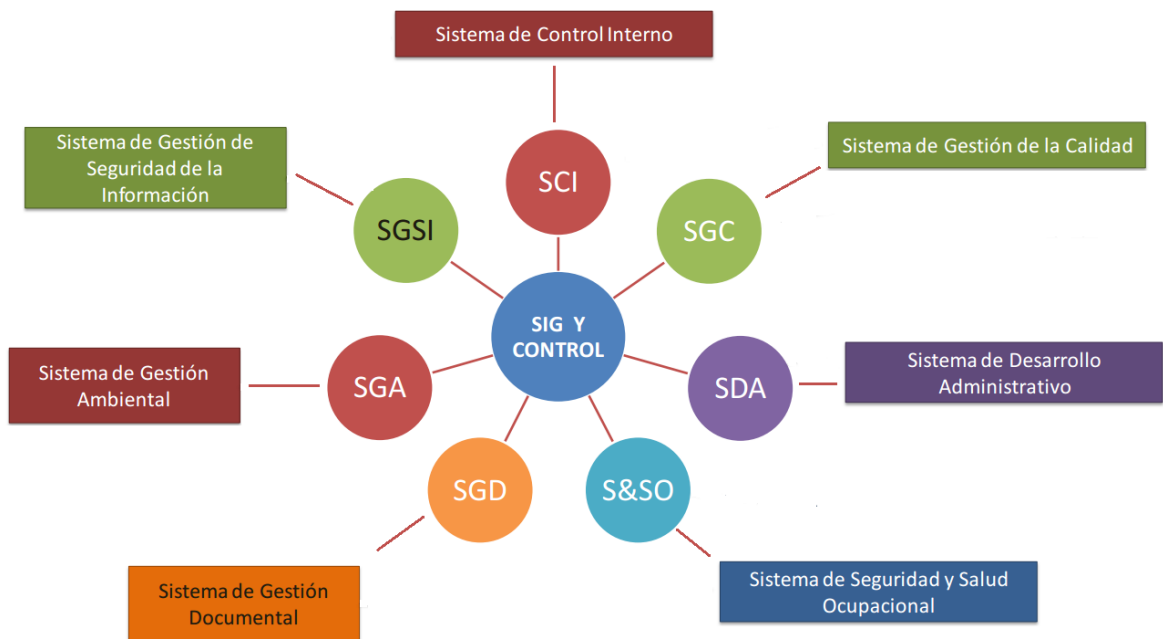 Sistema de Control Interno
Sistema de Gestión de
Seguridad de la
Información
Sistema de Gestión de la Calidad
SCI
SGSI
SGC
SIG Y
CONTROL
Sistema de Gestión
Ambiental
SGA
SDA
Sistema de Desarrollo
Administrativo
SGD
S&SO
Sistema de Gestión
Documental
Sistema de Seguridad y Salud
Ocupacional